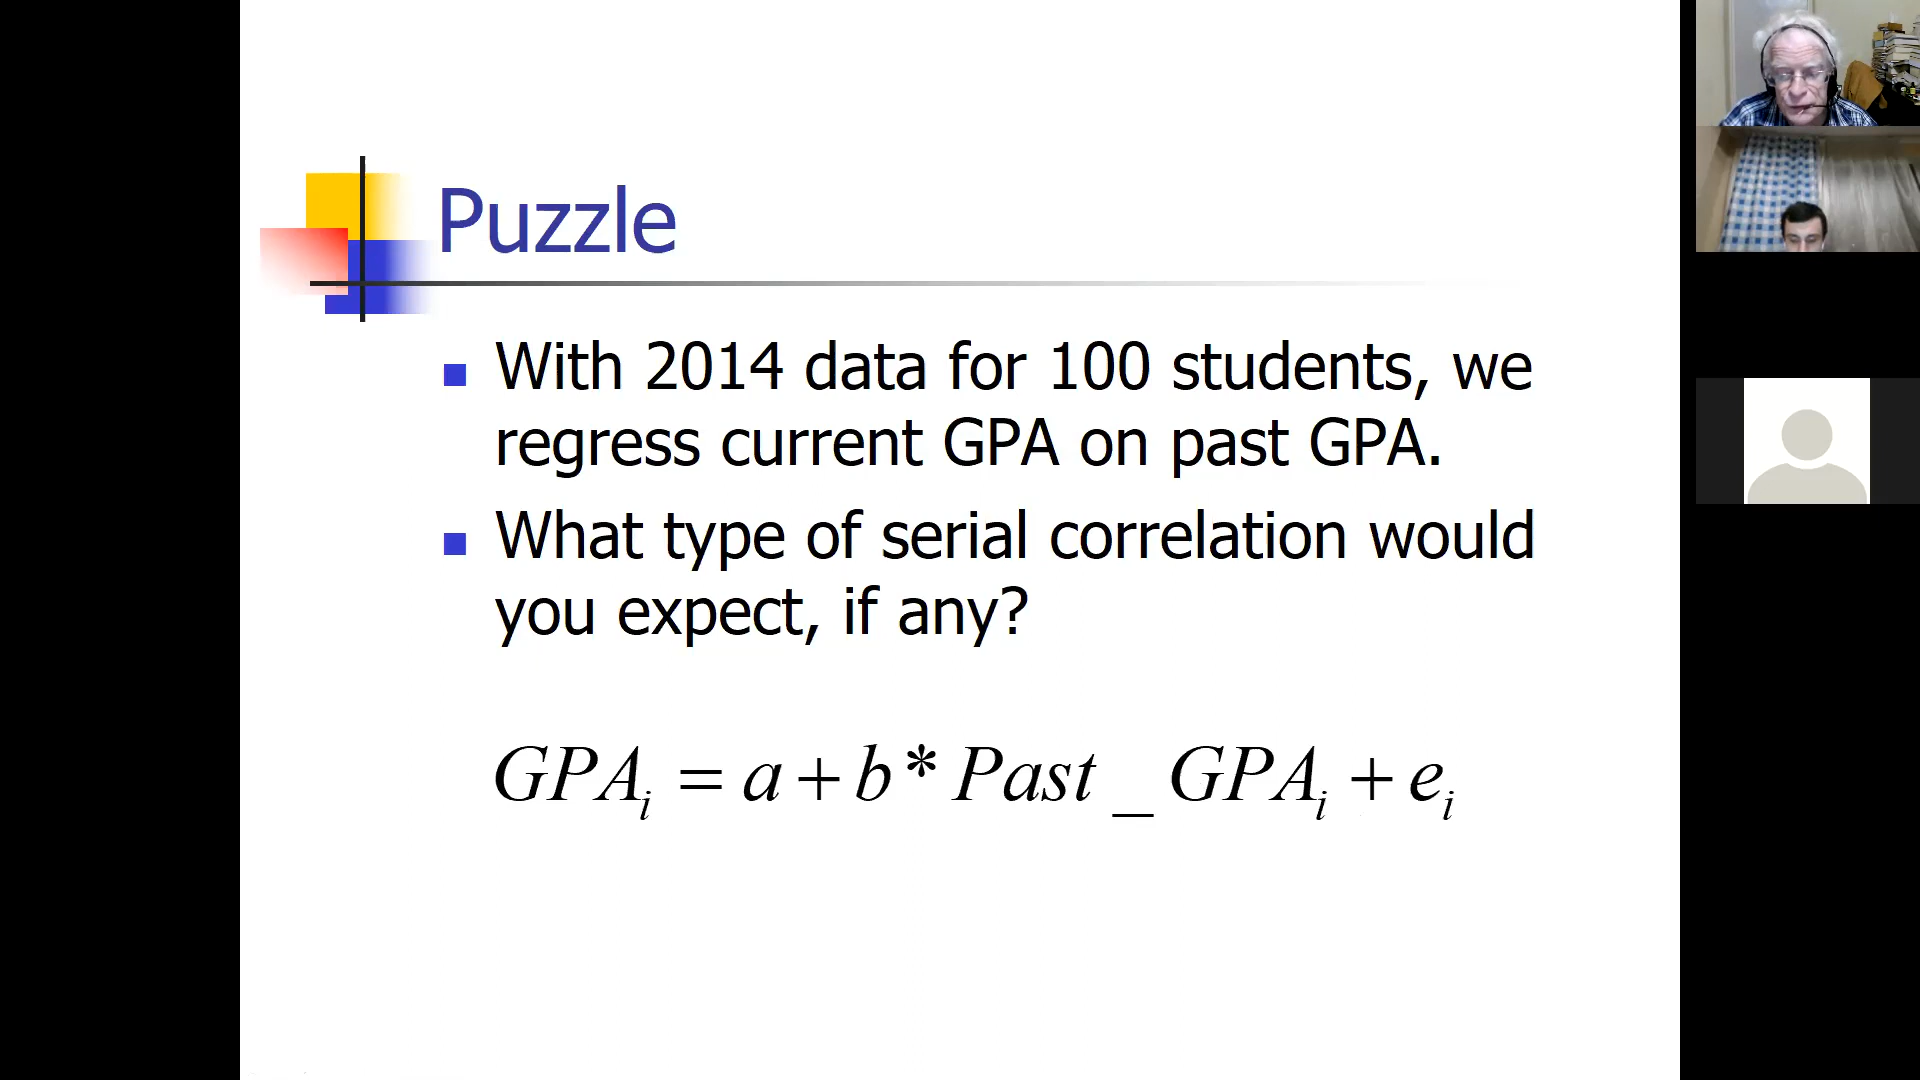 Puzzle
With 2014 data for 100 students, we
regress current GPA on past GPA.
What type of serial correlation would
you expect, if any?
GPA_i = a + b * Past _ GPA_i + e_i